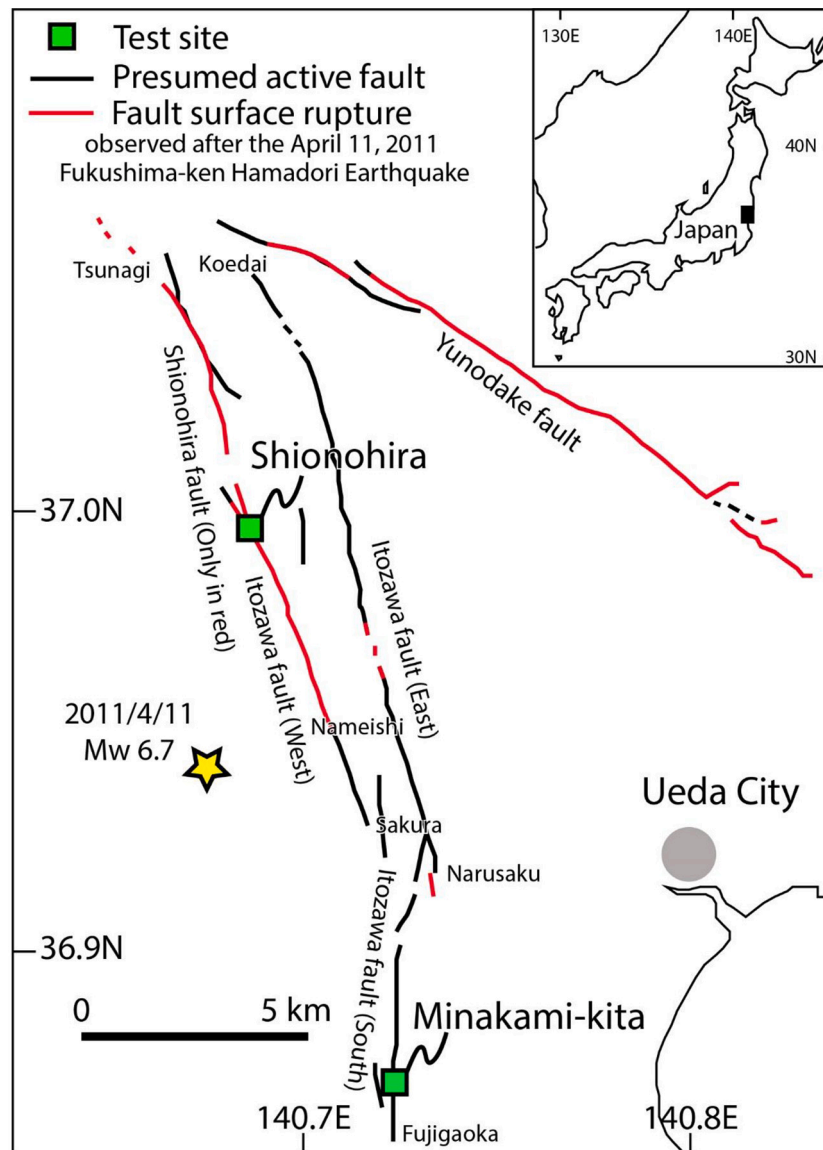 Test site
Presumed active fault
Fault surface rupture
observed after the April 11, 2011
Fukushima-ken Hamadori Earthquake
130E
140E
40N
Japan
30N
Tsunagi
Koedai
Yunodake fault
Shionohira fault (Only in red)
Shionohira
37.0N
Itozawa fault (West)
Itozawa fault (East)
2011/4/11
Mw 6.7
Nameishi
Ueda City
Sakura
Narusaku
Itozawa fault (South)
36.9N
0
5 km
Minakami-kita
140.7E
140.8E
Fujigaoka